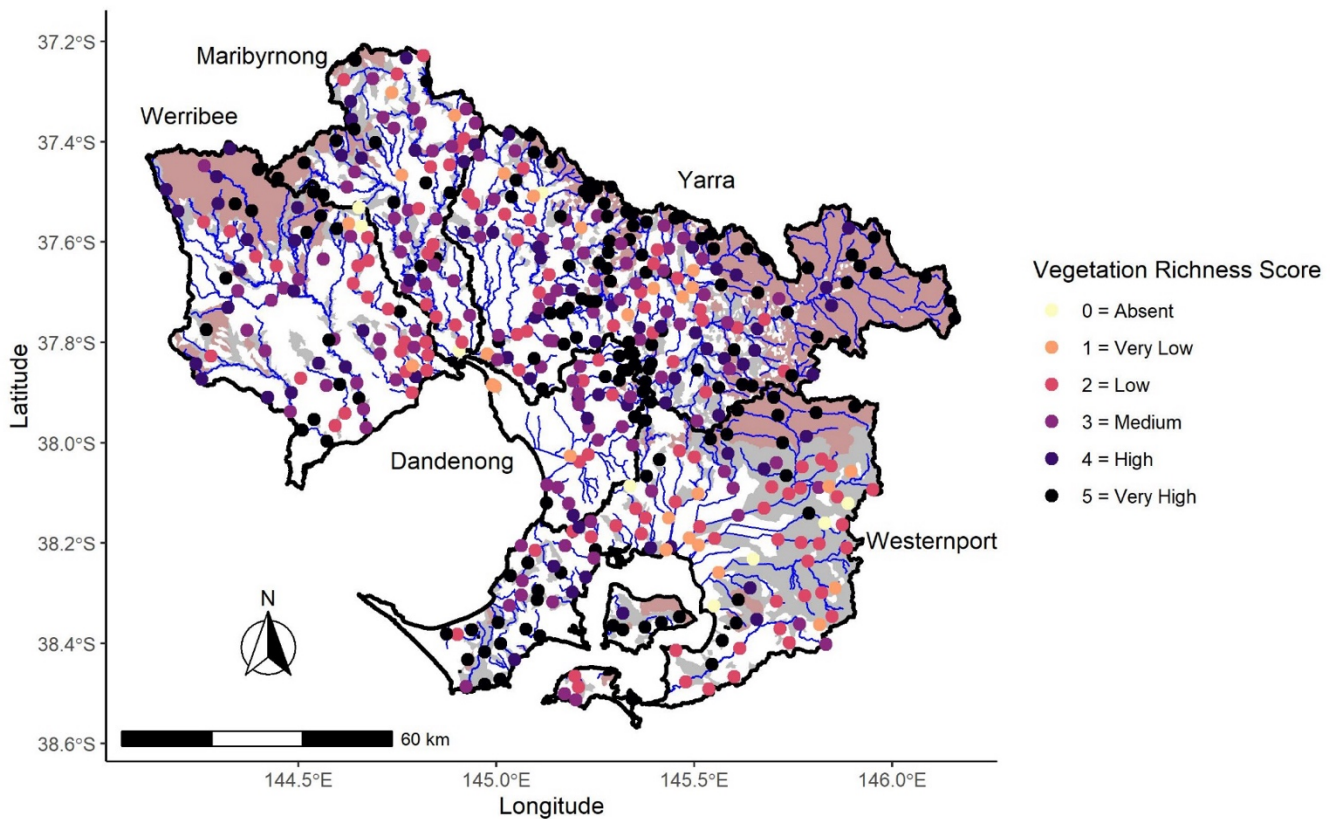 37.2°S
37.4°S
37.6°S
37.8°S
38.0°S
38.2°S
38.4°S
38.6°S
Latitude
Maribyrnong
Werribee
Yarra
Dandenong
Westernport
N
60 km
144.5°E
145.0°E
145.5°E
146.0°E
Longitude
Vegetation Richness Score
0 = Absent
1 = Very Low
2 = Low
3 = Medium
4 = High
5 = Very High